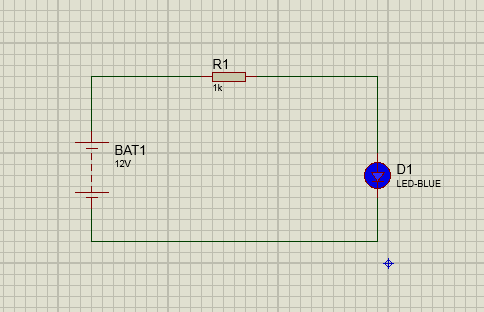 R1
1k
BAT1
12V
D1
LED-BLUE